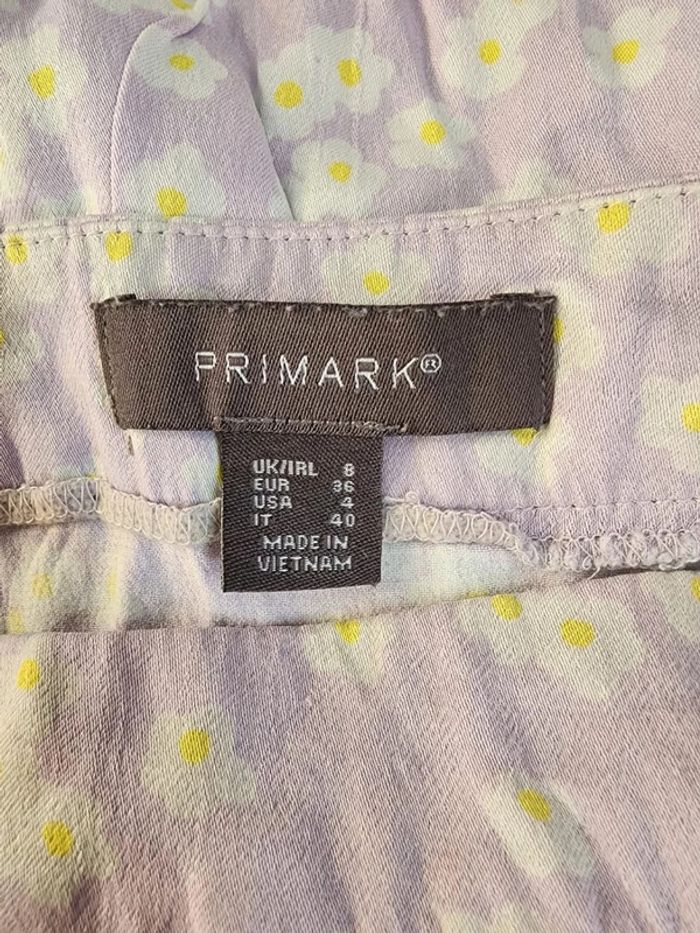 PRIMARK®
UK/IRL 8
EUR 36
USA 4
IT 40
MADE IN
VIETNAM